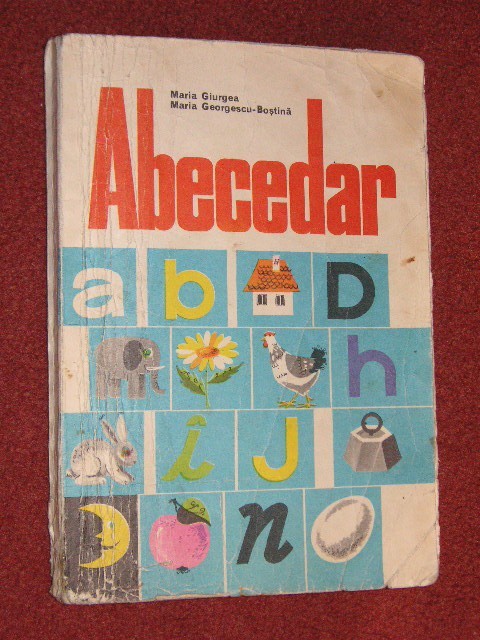 Maria Giurgea
Maria Georgescu-Boștină
Abecedar
a b D
h
î J
n